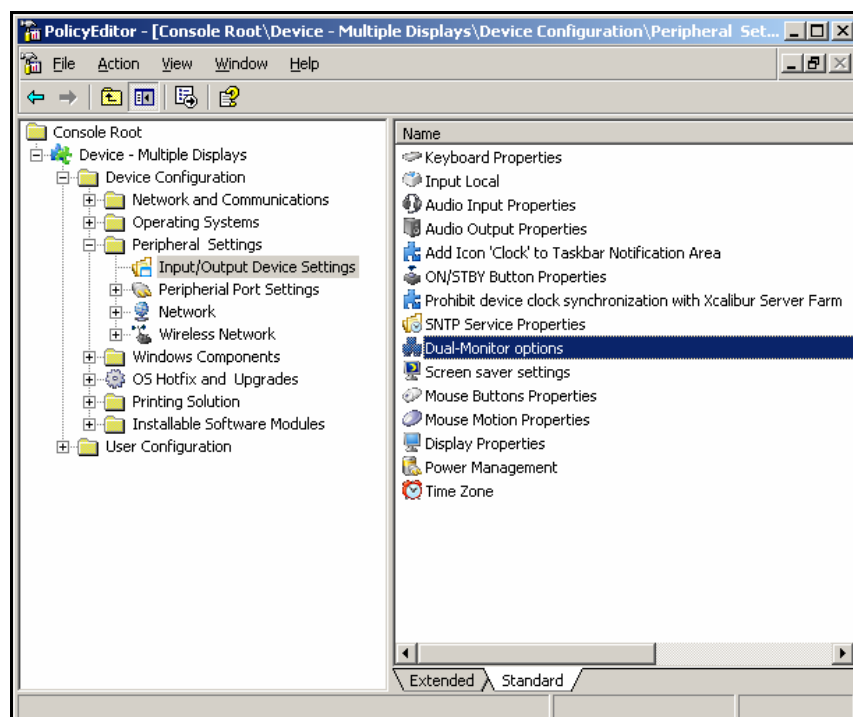 PolicyEditor - [Console Root\Device - Multiple Displays\Device Configuration\Peripheral Set...
File Action View Window Help
Console Root
Device - Multiple Displays
Device Configuration
Network and Communications
Operating Systems
Peripheral Settings
Input/Output Device Settings
Peripherial Port Settings
Network
Wireless Network
Windows Components
OS Hotfix and Upgrades
Printing Solution
Installable Software Modules
User Configuration
Name
Keyboard Properties
Input Local
Audio Input Properties
Audio Output Properties
Add Icon 'Clock' to Taskbar Notification Area
ON/STBY Button Properties
Prohibit device clock synchronization with Xcalibur Server Farm
SNTP Service Properties
Dual-Monitor options
Screen saver settings
Mouse Buttons Properties
Mouse Motion Properties
Display Properties
Power Management
Time Zone
Extended Standard